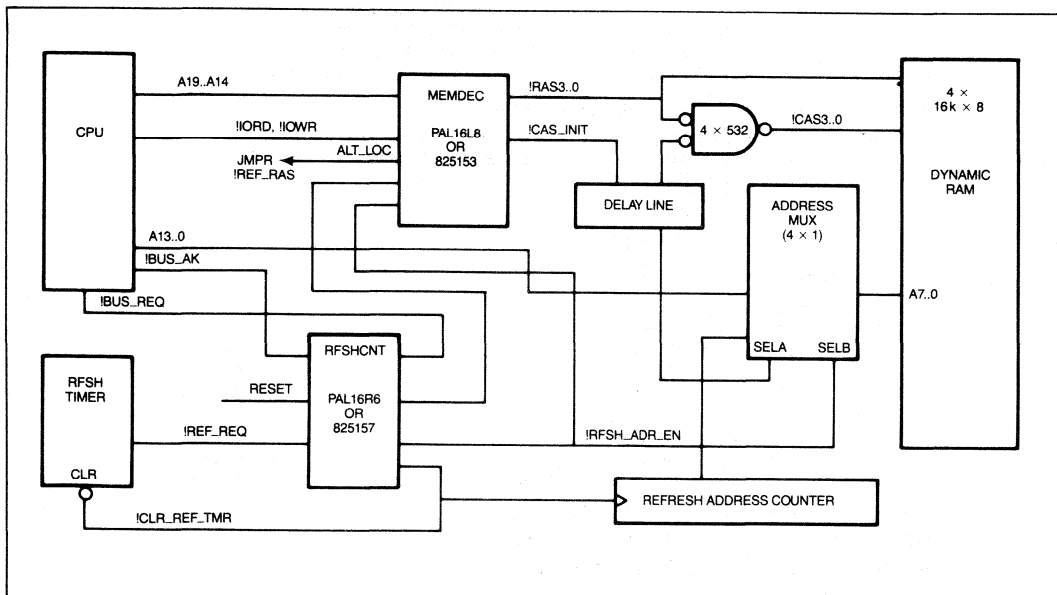 CPU
A19..A14
!IORD, !IOWR
ALT_LOC
JMPR
!REF_RAS
A13..0
!BUS_AK
!BUS_REQ
MEMDEC
PAL16L8
OR
825153
!RAS3..0
!CAS_INIT
4 × 532
!CAS3..0
DELAY LINE
ADDRESS
MUX
(4 × 1)
SELA
SELB
A7..0
4 ×
16k × 8
DYNAMIC
RAM
RFSH
TIMER
CLR
RESET
!REF_REQ
RFSHCNT
PAL16R6
OR
825157
!RFSH_ADR_EN
REFRESH ADDRESS COUNTER
!CLR_REF_TMR